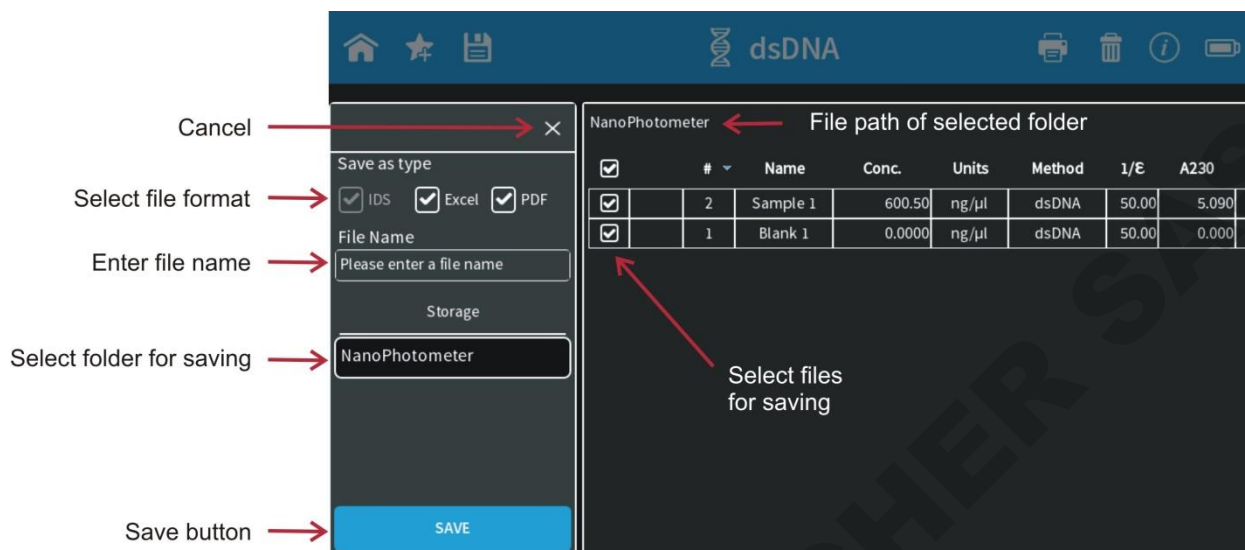 dsDNA
Cancel
NanoPhotometer
File path of selected folder
Save as type
# Name Conc. Units Method 1/ε A230
Select file format
IDS Excel PDF
2 Sample 1 600.50 ng/µl dsDNA 50.00 5.090
File Name
1 Blank 1 0.0000 ng/µl dsDNA 50.00 0.000
Enter file name
Please enter a file name
Storage
Select folder for saving
NanoPhotometer
Select files
for saving
Save button
SAVE